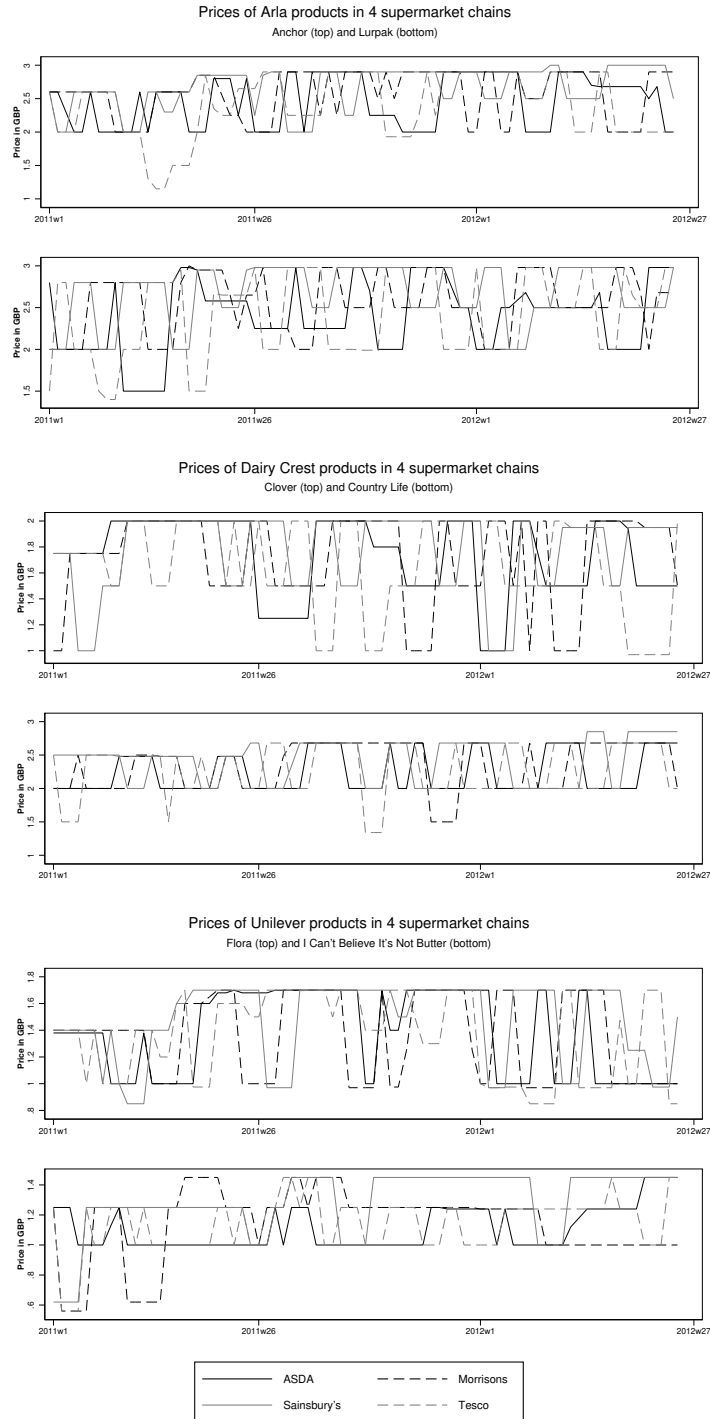 Prices of Arla products in 4 supermarket chains
Anchor (top) and Lurpak (bottom)
Price in GBP
3
2.5
2
1.5
1
2011w1 2011w26 2012w1 2012w27
Price in GBP
3
2.5
2
1.5
2011w1 2011w26 2012w1 2012w27
Prices of Dairy Crest products in 4 supermarket chains
Clover (top) and Country Life (bottom)
Price in GBP
2
1.8
1.6
1.4
1.2
1
2011w1 2011w26 2012w1 2012w27
Price in GBP
3
2.5
2
1.5
1
2011w1 2011w26 2012w1 2012w27
Prices of Unilever products in 4 supermarket chains
Flora (top) and I Can't Believe It's Not Butter (bottom)
Price in GBP
1.8
1.6
1.4
1.2
1
.8
2011w1 2011w26 2012w1 2012w27
Price in GBP
1.4
1.2
1
.8
.6
2011w1 2011w26 2012w1 2012w27
ASDA Morrisons
Sainsbury's Tesco